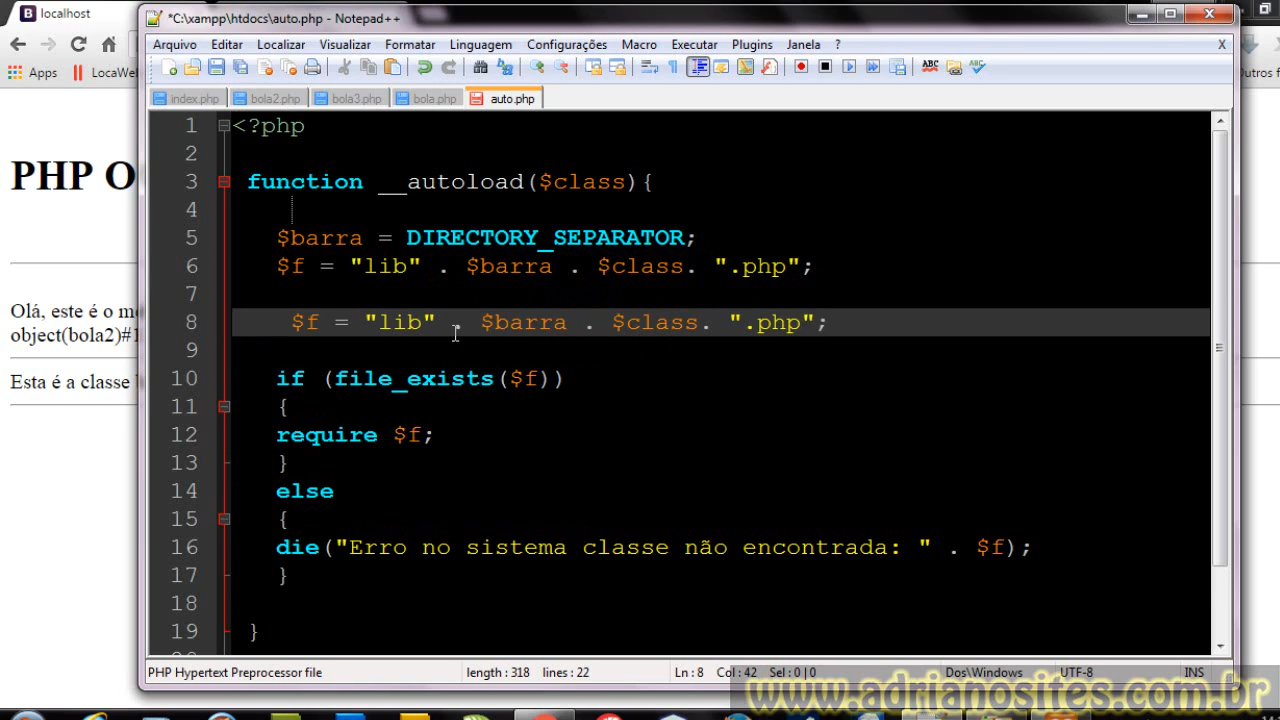 localhost
*C:\xampp\htdocs\auto.php - Notepad++
Arquivo Editar Localizar Visualizar Formatar Linguagem Configurações Macro Executar Plugins Janela ? X
Apps LocaWel
outros f
index.php bola2.php bola3.php bola.php auto.php
PHP O
Olá, este é o m
object(bola2)#1
Esta é a classe
1 <?php
2
3 function __autoload($class){
4
5 $barra = DIRECTORY_SEPARATOR;
6 $f = "lib" . $barra . $class. ".php";
7
8 $f = "lib" . $barra . $class. ".php";
9
10 if (file_exists($f))
11 {
12 require $f;
13 }
14 else
15 {
16 die("Erro no sistema classe não encontrada: " . $f);
17 }
18
19 }
PHP Hypertext Preprocessor file length : 318 lines : 22 Ln : 8 Col : 42 Sel : 0 | 0 Dos\Windows UTF-8 INS
www.adrianosites.com.br